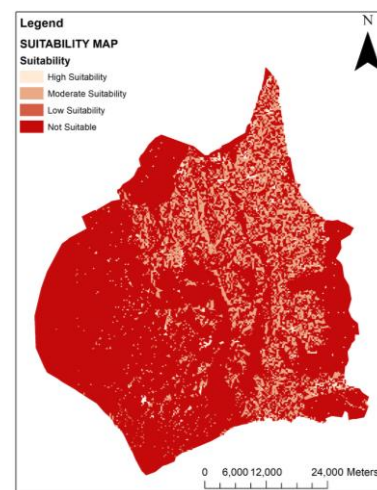 Legend
N
SUITABILITY MAP
Suitability
High Suitability
Moderate Suitability
Low Suitability
Not Suitable
0 6,000 12,000 24,000 Meters